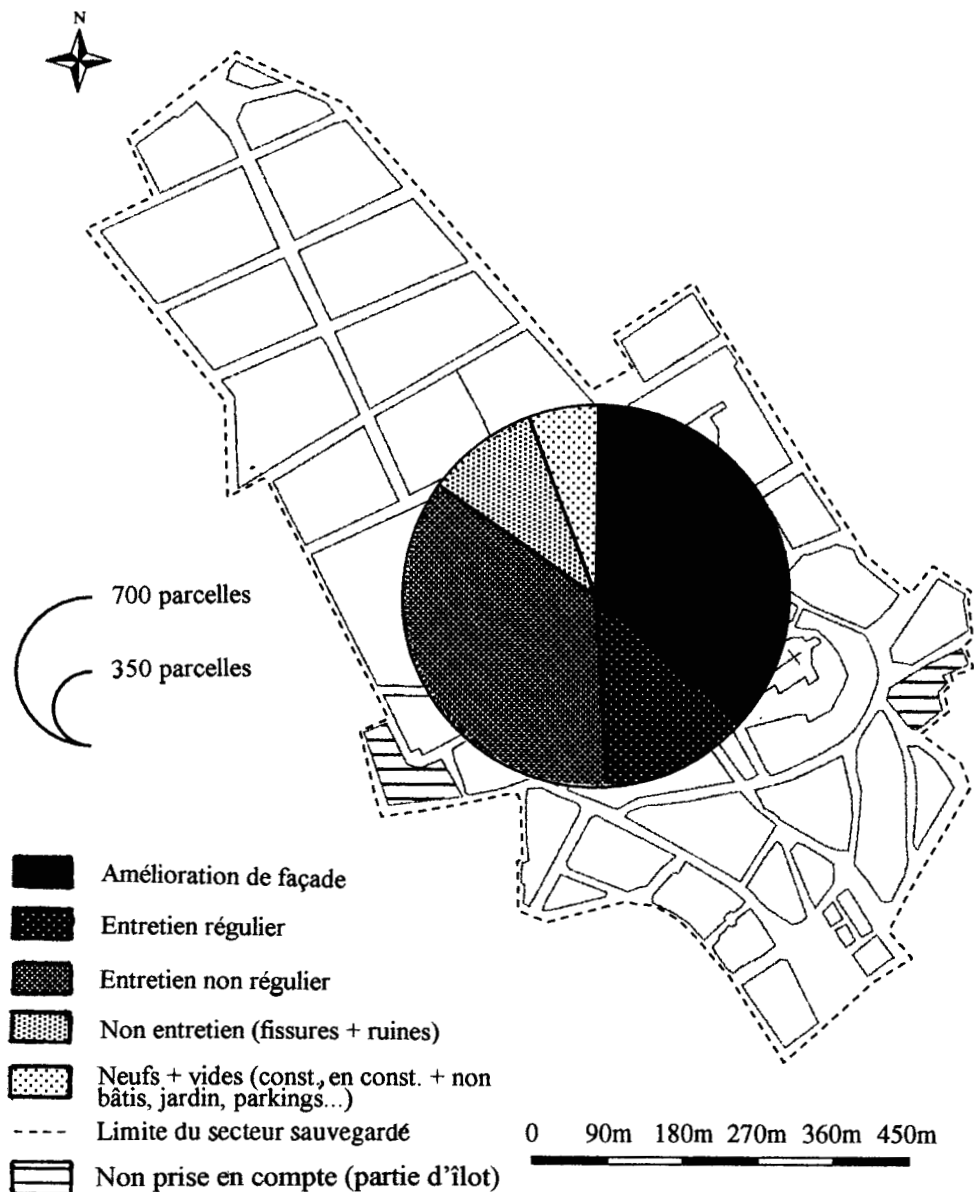 N
700 parcelles
350 parcelles
Amélioration de façade
Entretien régulier
Entretien non régulier
Non entretien (fissures + ruines)
Neufs + vides (const., en const. + non
bâtis, jardin, parkings...)
Limite du secteur sauvegardé
0 90m 180m 270m 360m 450m
Non prise en compte (partie d'îlot)